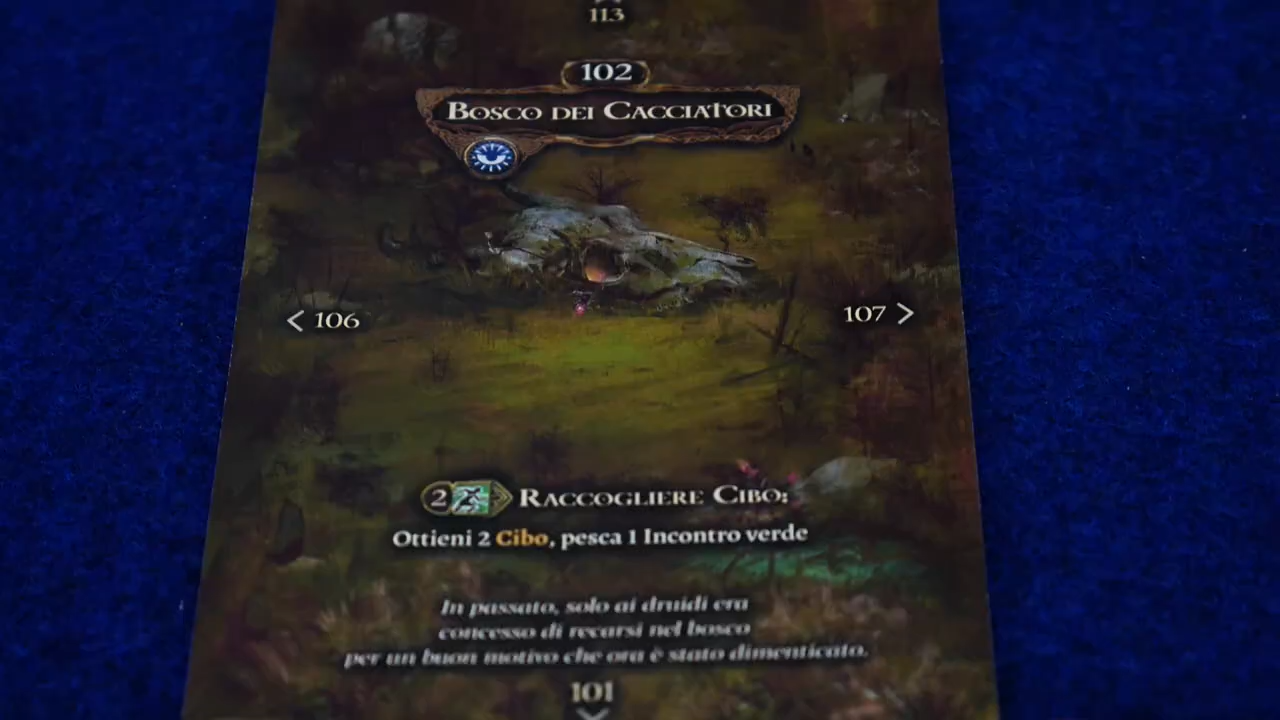 113
102
Bosco dei Cacciatori
< 106
107 >
2 Raccogliere Cibo:
Ottieni 2 Cibo, pesca 1 Incontro verde
In passato, solo ai druidi era
concesso di recarsi nel bosco
per un buon motivo che ora è stato dimenticato.
101